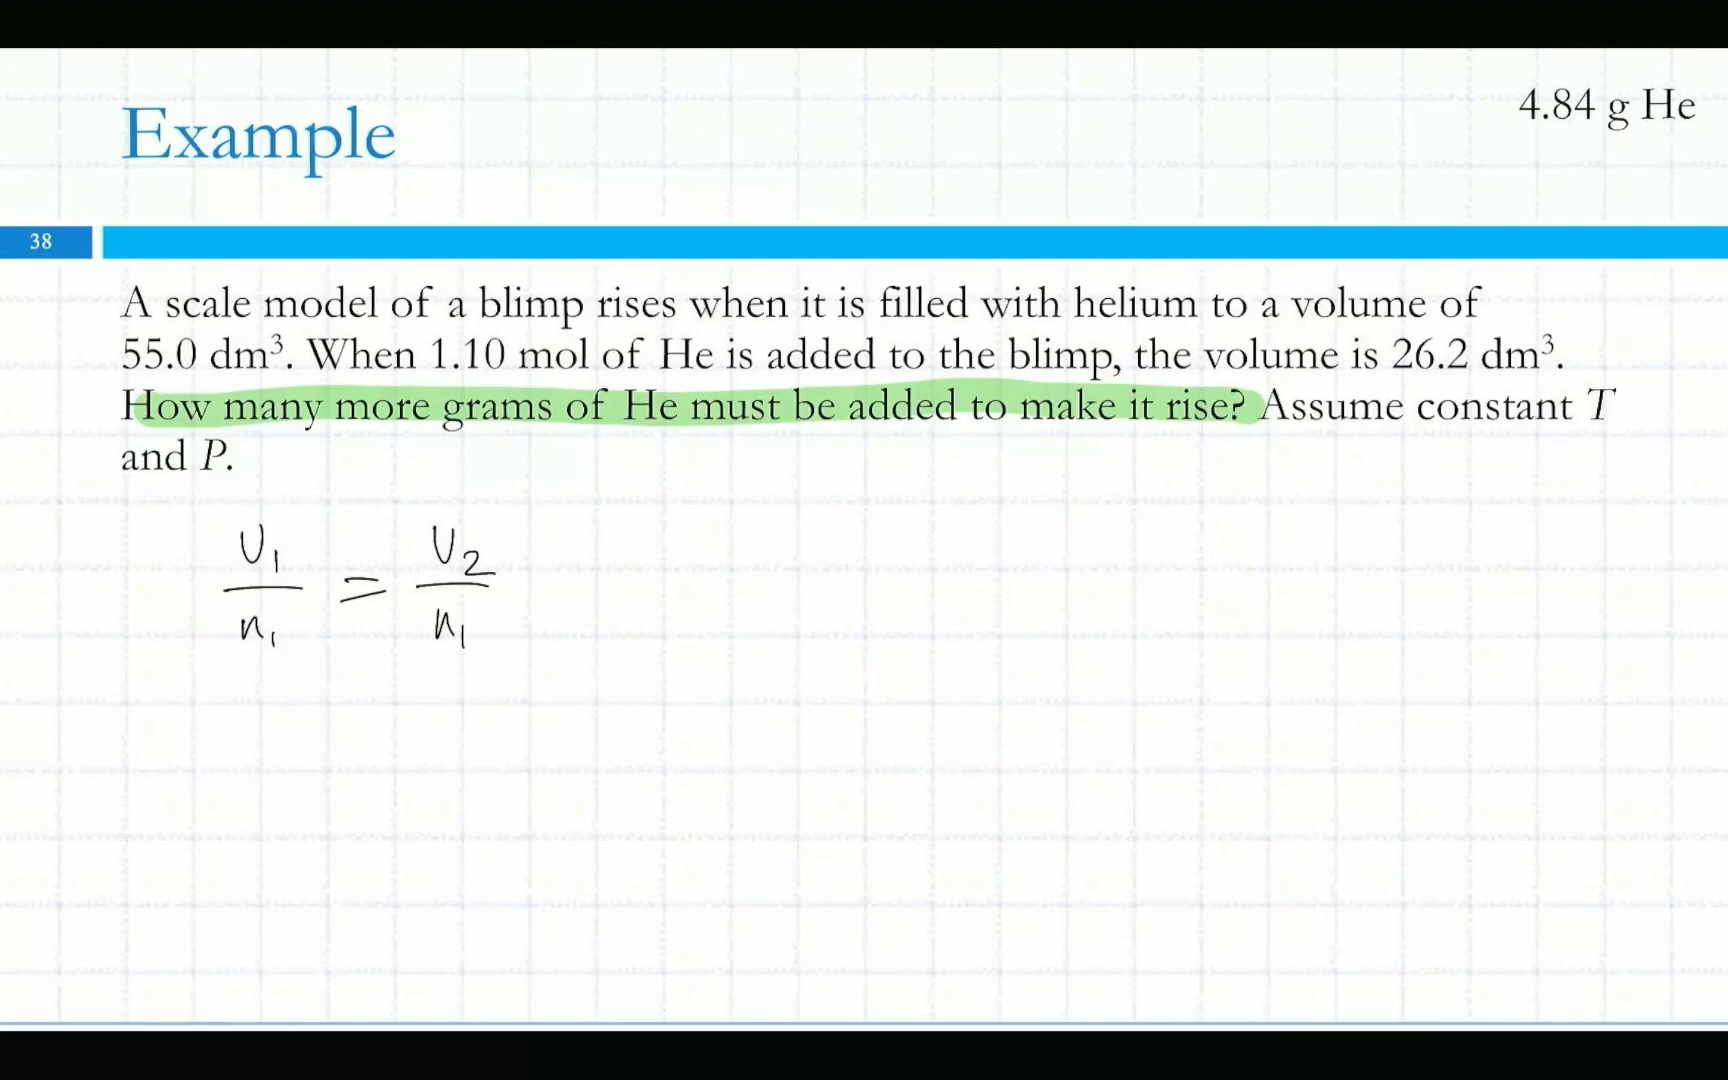 Example
4.84 g He
38
A scale model of a blimp rises when it is filled with helium to a volume of
55.0 dm³. When 1.10 mol of He is added to the blimp, the volume is 26.2 dm³.
How many more grams of He must be added to make it rise? Assume constant T
and P.
V₁/n₁ = V₂/n₁